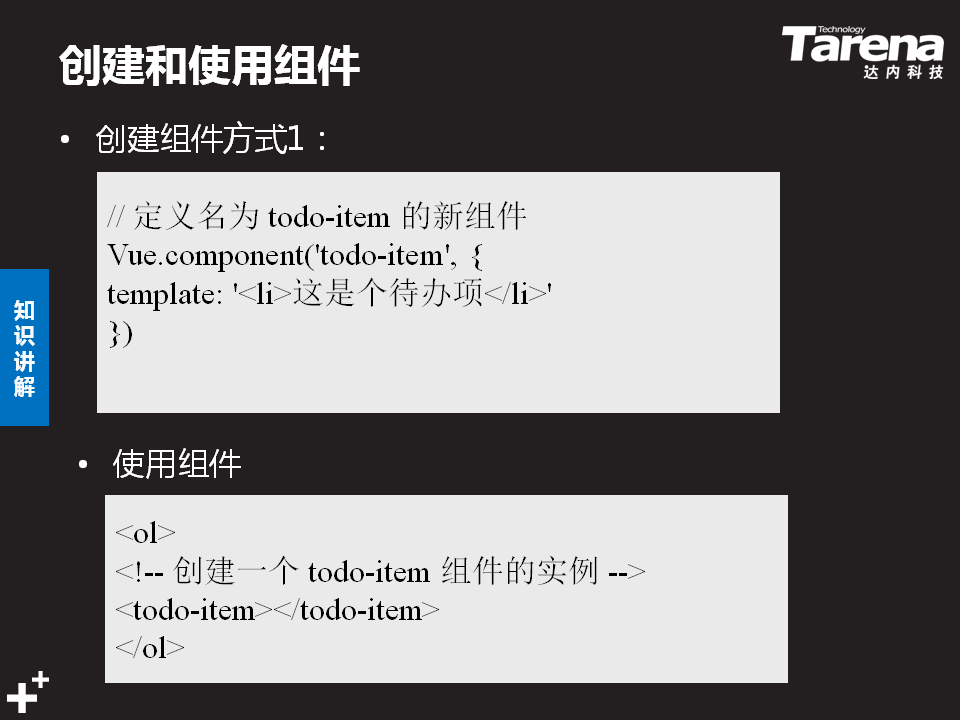 创建和使用组件
Technology
Tarena
达内科技
• 创建组件方式1：
// 定义名为 todo-item 的新组件
Vue.component('todo-item', {
template: '<li>这是个待办项</li>'
})
知识讲解
• 使用组件
<ol>
<!-- 创建一个 todo-item 组件的实例 -->
<todo-item></todo-item>
</ol>